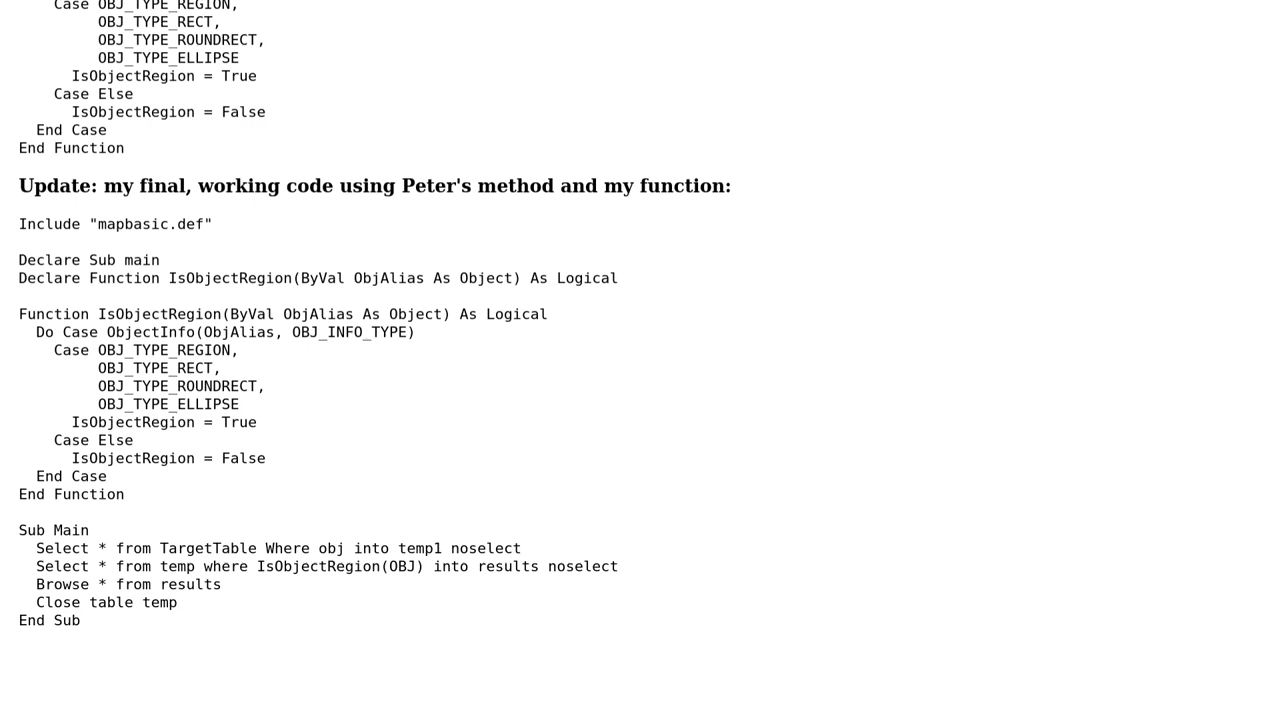 Case OBJ_TYPE_REGION,
         OBJ_TYPE_RECT,
         OBJ_TYPE_ROUNDRECT,
         OBJ_TYPE_ELLIPSE
      IsObjectRegion = True
    Case Else
      IsObjectRegion = False
  End Case
End Function
Update: my final, working code using Peter's method and my function:
Include "mapbasic.def"

Declare Sub main
Declare Function IsObjectRegion(ByVal ObjAlias As Object) As Logical

Function IsObjectRegion(ByVal ObjAlias As Object) As Logical
  Do Case ObjectInfo(ObjAlias, OBJ_INFO_TYPE)
    Case OBJ_TYPE_REGION,
         OBJ_TYPE_RECT,
         OBJ_TYPE_ROUNDRECT,
         OBJ_TYPE_ELLIPSE
      IsObjectRegion = True
    Case Else
      IsObjectRegion = False
  End Case
End Function

Sub Main
  Select * from TargetTable Where obj into temp1 noselect
  Select * from temp where IsObjectRegion(OBJ) into results noselect
  Browse * from results
  Close table temp
End Sub